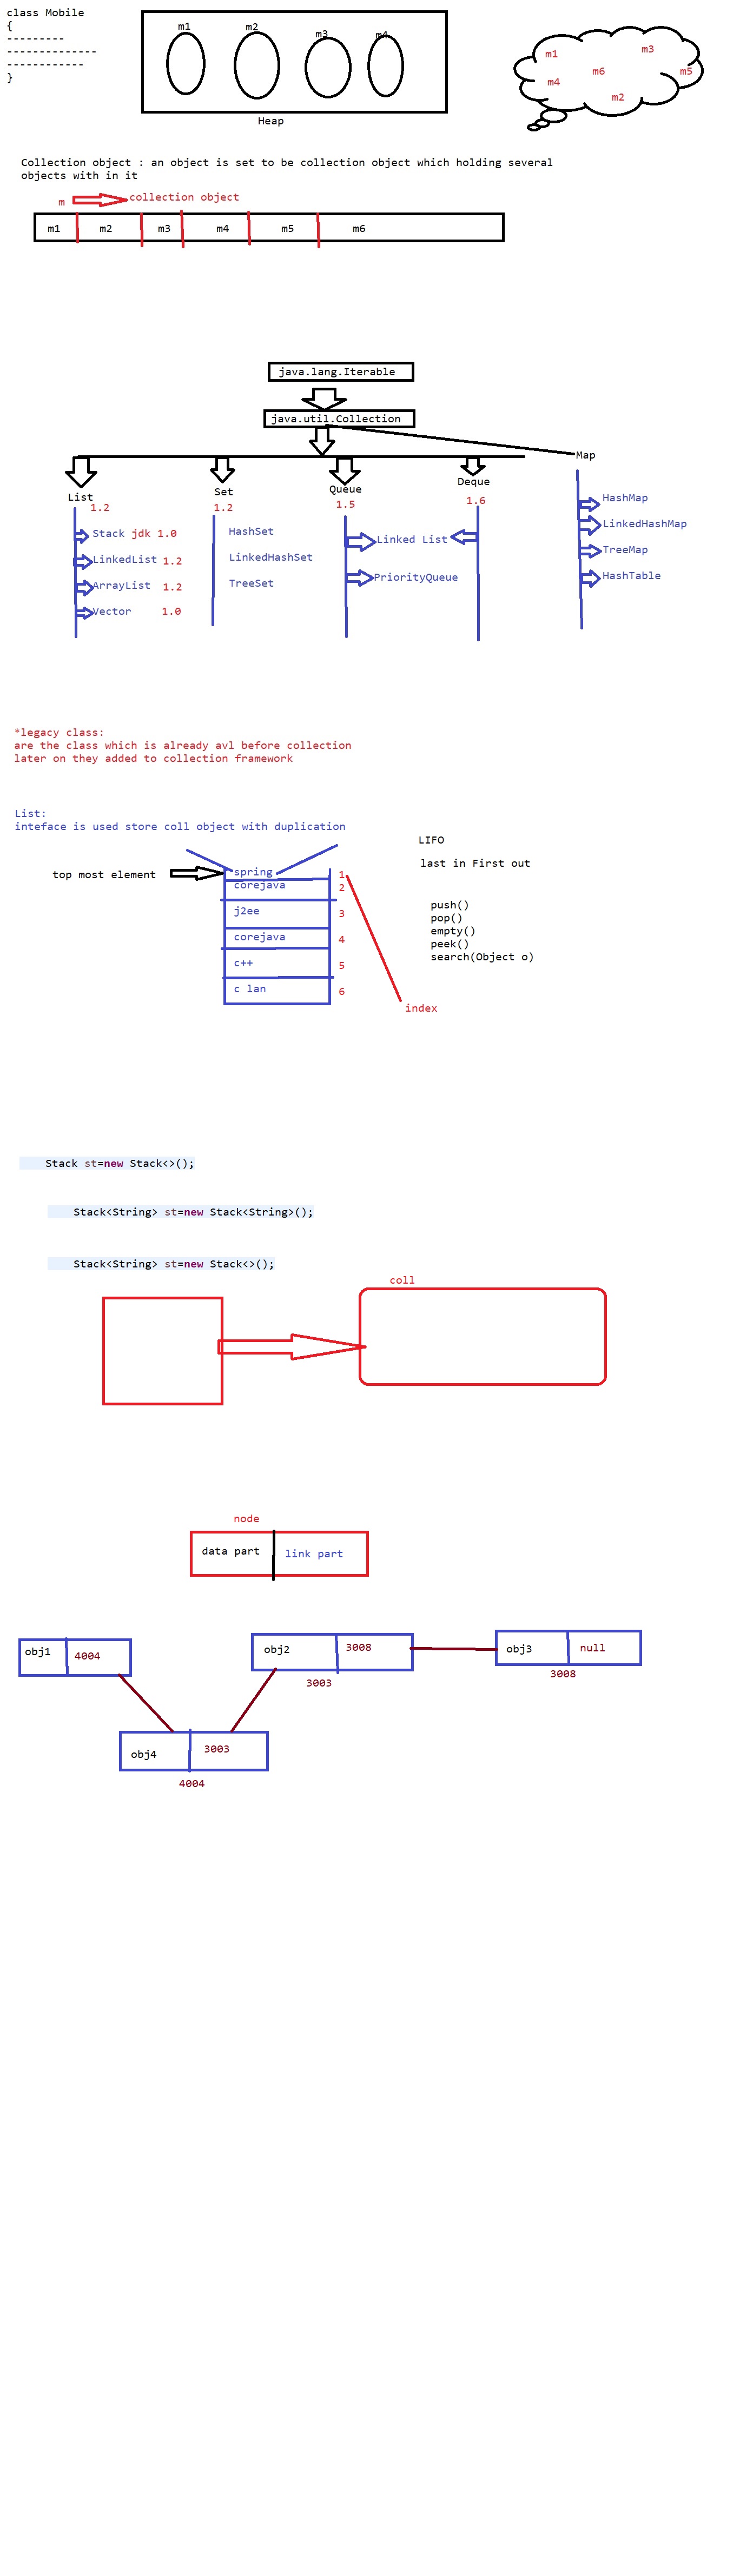 class Mobile
{
---------
--------------
------------
}
m1 m2 m3 m4
Heap
m1 m3
m4 m6 m5
m2
Collection object : an object is set to be collection object which holding several
objects with in it
m collection object
m1 m2 m3 m4 m5 m6
java.lang.Iterable
java.util.Collection
Map
List Set Queue Deque
1.2 1.2 1.5 1.6
Stack jdk 1.0
LinkedList 1.2
ArrayList 1.2
Vector 1.0
HashSet
LinkedHashSet
TreeSet
Linked List
PriorityQueue
HashMap
LinkedHashMap
TreeMap
HashTable
*legacy class:
are the class which is already avl before collection
later on they added to collection framework
List:
inteface is used store coll object with duplication
top most element
spring 1
corejava 2
j2ee 3
corejava 4
c++ 5
c lan 6
index
LIFO
last in First out
push()
pop()
empty()
peek()
search(Object o)
Stack st=new Stack<>();
Stack<String> st=new Stack<String>();
Stack<String> st=new Stack<>();
coll
node
data part link part
obj1 4004
obj2 3008
3003
obj3 null
3008
obj4 3003
4004